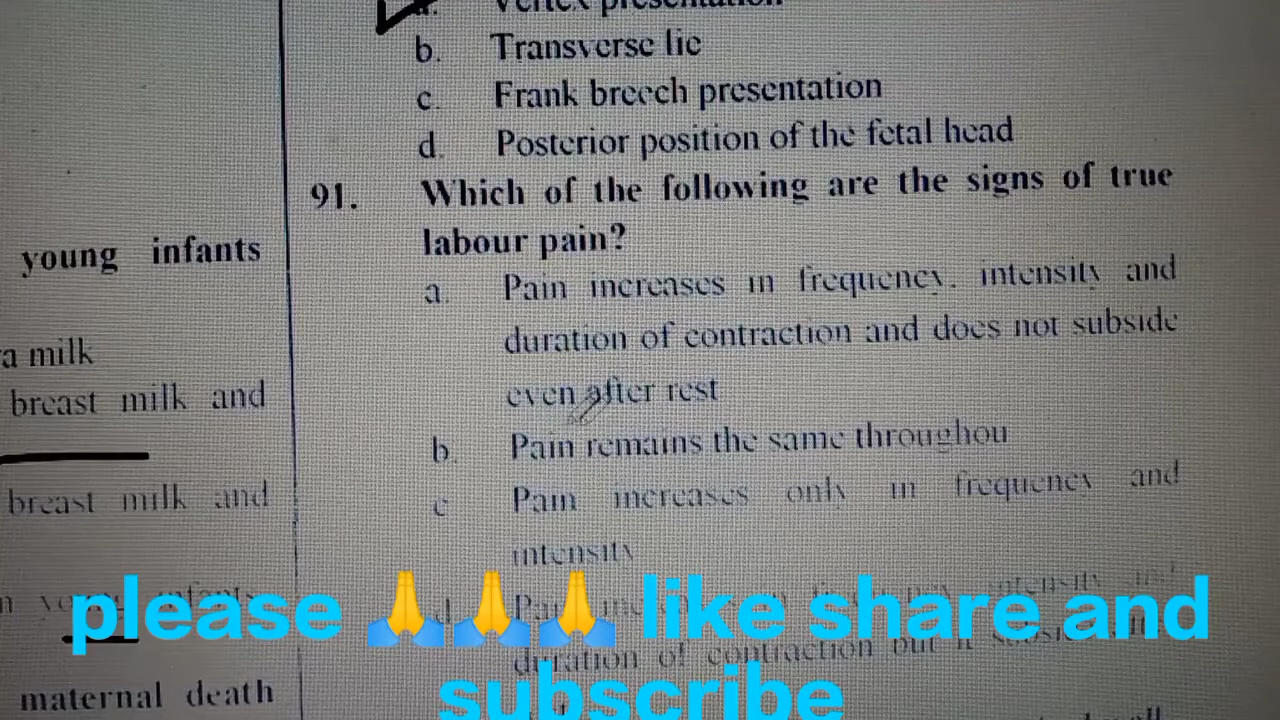 young infants
a milk
breast milk and
breast milk and
maternal death
a. Vertex presentation
b. Transverse lie
c. Frank breech presentation
d. Posterior position of the fetal head
91. Which of the following are the signs of true
labour pain?
a. Pain increases in frequency, intensity and
duration of contraction and does not subside
even after rest
b. Pain remains the same throughou
c Pain increases only in frequency and
intensity
d
duration of contraction but it
please 🙏🙏🙏 like share and
subscribe